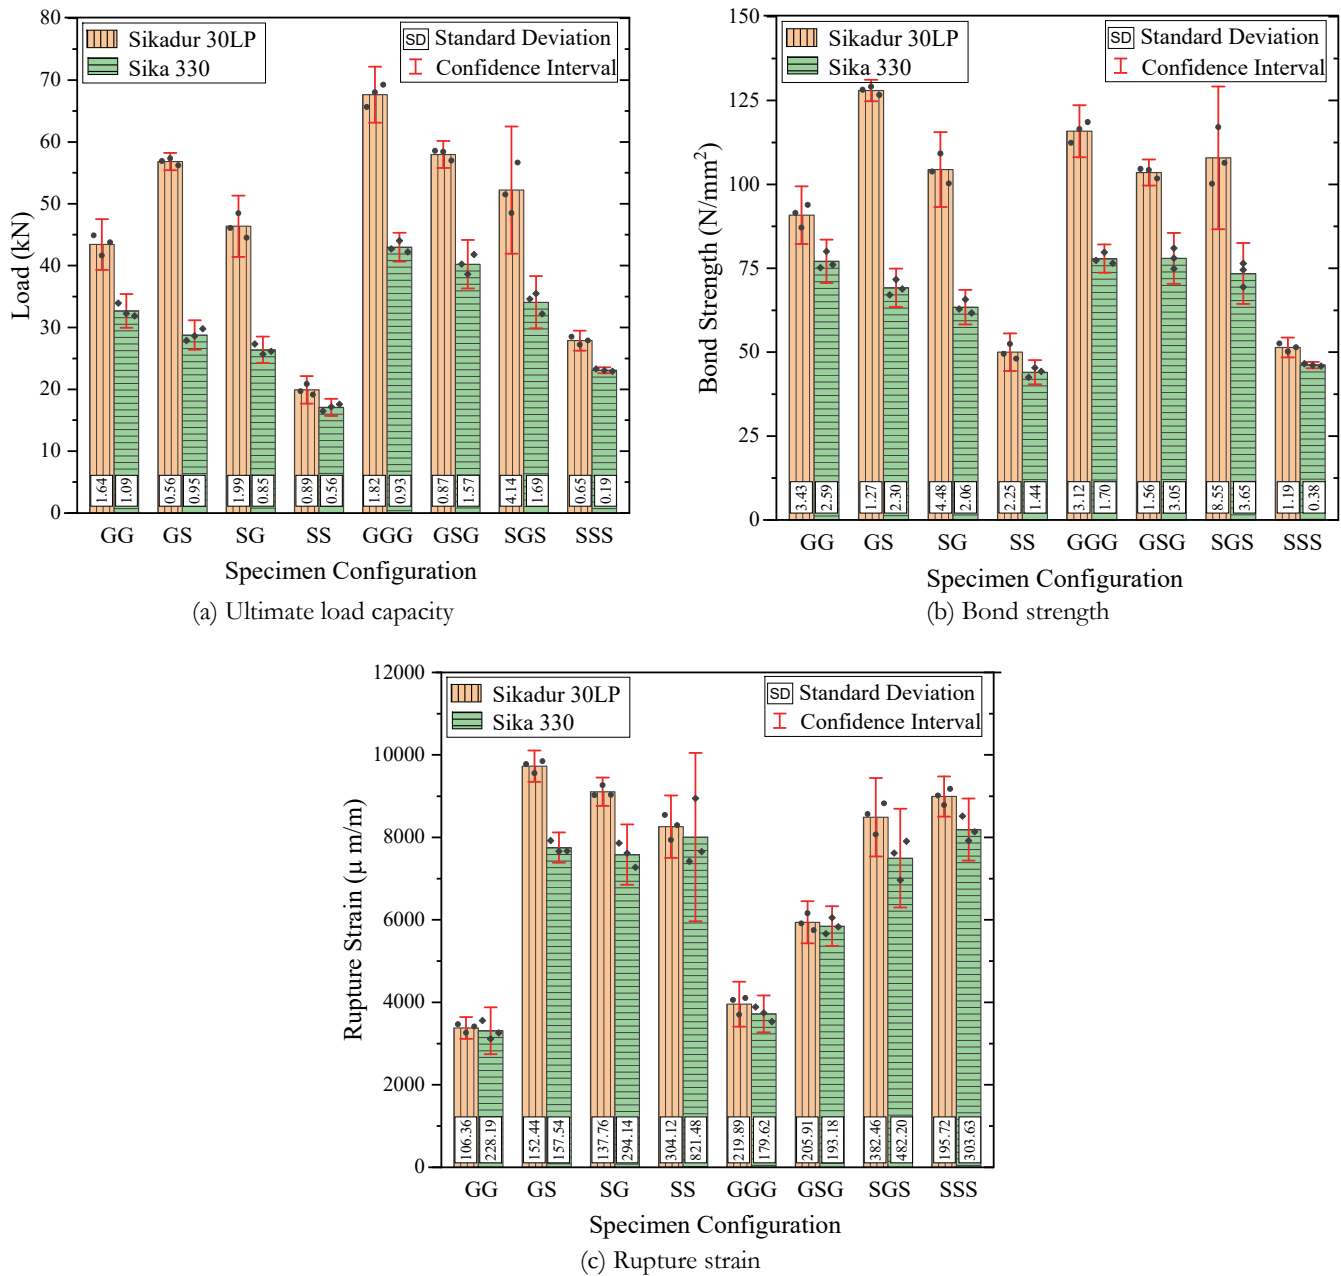 80
70
60
50
40
30
20
10
0
Load (kN)
Sikadur 30LP
Sika 330
SD Standard Deviation
Confidence Interval
1.64 1.09 0.56 0.95 1.99 0.85 0.89 0.56 1.82 0.93 0.87 1.57 4.14 1.69 0.65 0.19
GG GS SG SS GGG GSG SGS SSS
Specimen Configuration
(a) Ultimate load capacity
150
125
100
75
50
25
0
Bond Strength (N/mm²)
Sikadur 30LP
Sika 330
SD Standard Deviation
Confidence Interval
3.43 2.59 1.27 2.30 4.48 2.06 2.25 1.44 3.12 1.70 1.56 3.05 8.55 3.65 1.19 0.38
GG GS SG SS GGG GSG SGS SSS
Specimen Configuration
(b) Bond strength
12000
10000
8000
6000
4000
2000
0
Rupture Strain (µ m/m)
Sikadur 30LP
Sika 330
SD Standard Deviation
Confidence Interval
106.36 228.19 152.44 157.54 137.76 294.14 304.12 821.48 219.89 179.62 205.91 193.18 382.46 482.20 195.72 303.63
GG GS SG SS GGG GSG SGS SSS
Specimen Configuration
(c) Rupture strain